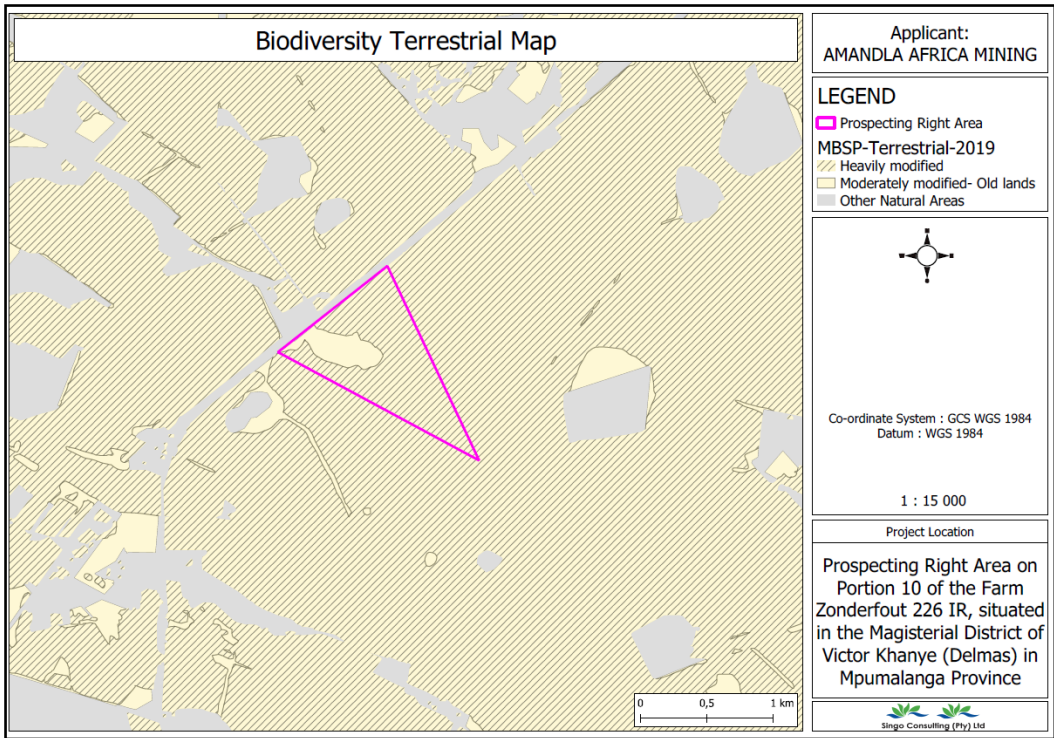 Biodiversity Terrestrial Map
Applicant:
AMANDLA AFRICA MINING
LEGEND
Prospecting Right Area
MBSP-Terrestrial-2019
Heavily modified
Moderately modified- Old lands
Other Natural Areas
Co-ordinate System : GCS WGS 1984
Datum : WGS 1984
1 : 15 000
Project Location
Prospecting Right Area on
Portion 10 of the Farm
Zonderfout 226 IR, situated
in the Magisterial District of
Victor Khanye (Delmas) in
Mpumalanga Province
0 0,5 1 km
Singo Consulting (Pty) Ltd